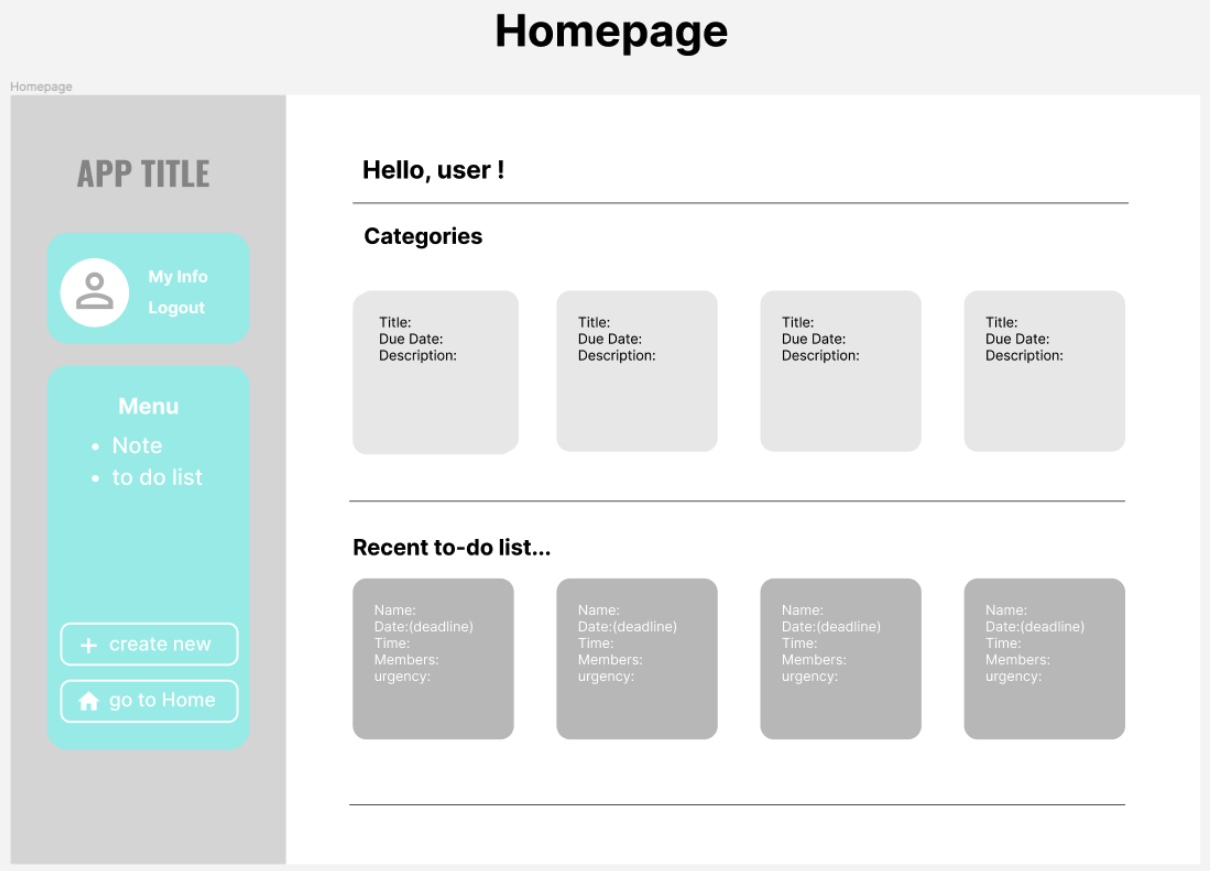 Homepage
Homepage
APP TITLE
My Info
Logout
Menu
• Note
• to do list
+ create new
go to Home
Hello, user !
Categories
Title:
Due Date:
Description:
Title:
Due Date:
Description:
Title:
Due Date:
Description:
Title:
Due Date:
Description:
Recent to-do list...
Name:
Date:(deadline)
Time:
Members:
urgency:
Name:
Date:(deadline)
Time:
Members:
urgency:
Name:
Date:(deadline)
Time:
Members:
urgency:
Name:
Date:(deadline)
Time:
Members:
urgency: